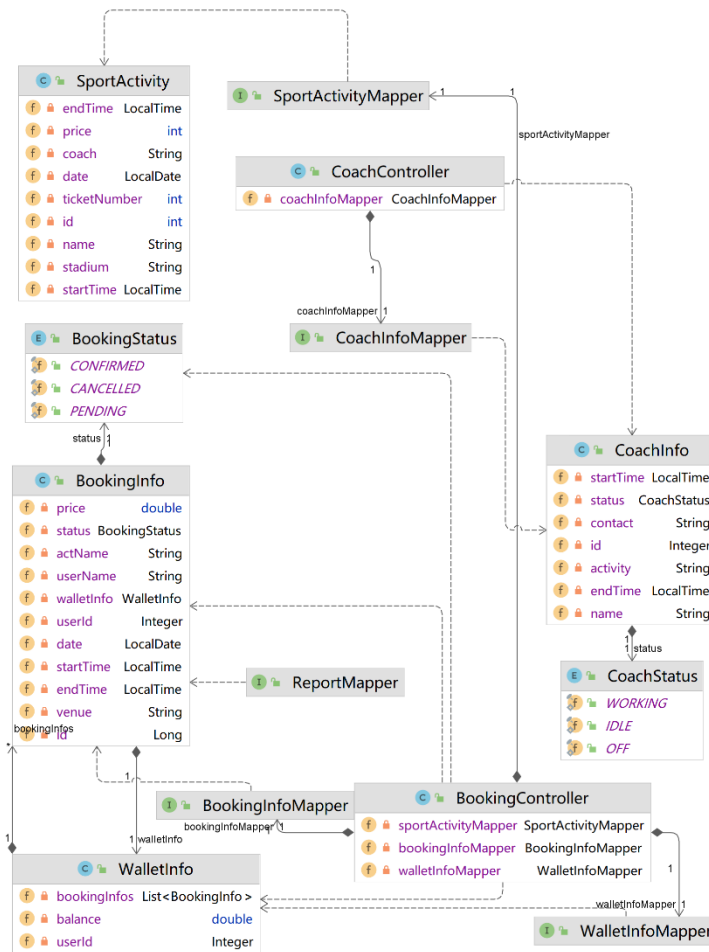 SportActivity
endTime LocalTime
price int
coach String
date LocalDate
ticketNumber int
id int
name String
stadium String
startTime LocalTime
SportActivityMapper
1 1
sportActivityMapper
CoachController
coachInfoMapper CoachInfoMapper
1
coachInfoMapper 1
CoachInfoMapper
BookingStatus
CONFIRMED
CANCELLED
PENDING
status 1
1
BookingInfo
price double
status BookingStatus
actName String
userName String
walletInfo WalletInfo
userId Integer
date LocalDate
startTime LocalTime
endTime LocalTime
venue String
id Long
bookingInfos
CoachInfo
startTime LocalTime
status CoachStatus
contact String
id Integer
activity String
endTime LocalTime
name String
1
1 status
CoachStatus
WORKING
IDLE
OFF
ReportMapper
*
1
BookingInfoMapper
bookingInfoMapper 1
1
BookingController
sportActivityMapper SportActivityMapper
bookingInfoMapper BookingInfoMapper
walletInfoMapper WalletInfoMapper
1
1 walletInfo
1
WalletInfo
bookingInfos List<BookingInfo>
balance double
userId Integer
walletInfoMapper 1
WalletInfoMapper